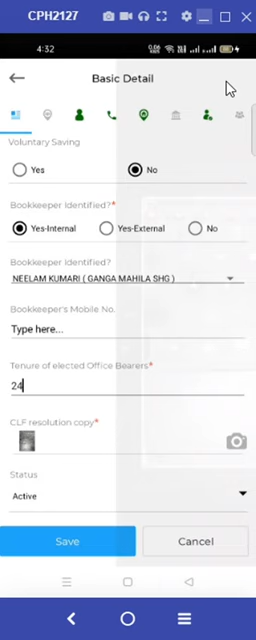 CPH2127
4:32
Basic Detail
Voluntary Saving
Yes
No
Bookkeeper Identified?*
Yes-Internal
Yes-External
No
Bookkeeper Identified?
NEELAM KUMARI ( GANGA MAHILA SHG )
Bookkeeper's Mobile No.
Type here...
Tenure of elected Office Bearers*
24
CLF resolution copy*
Status
Active
Save
Cancel